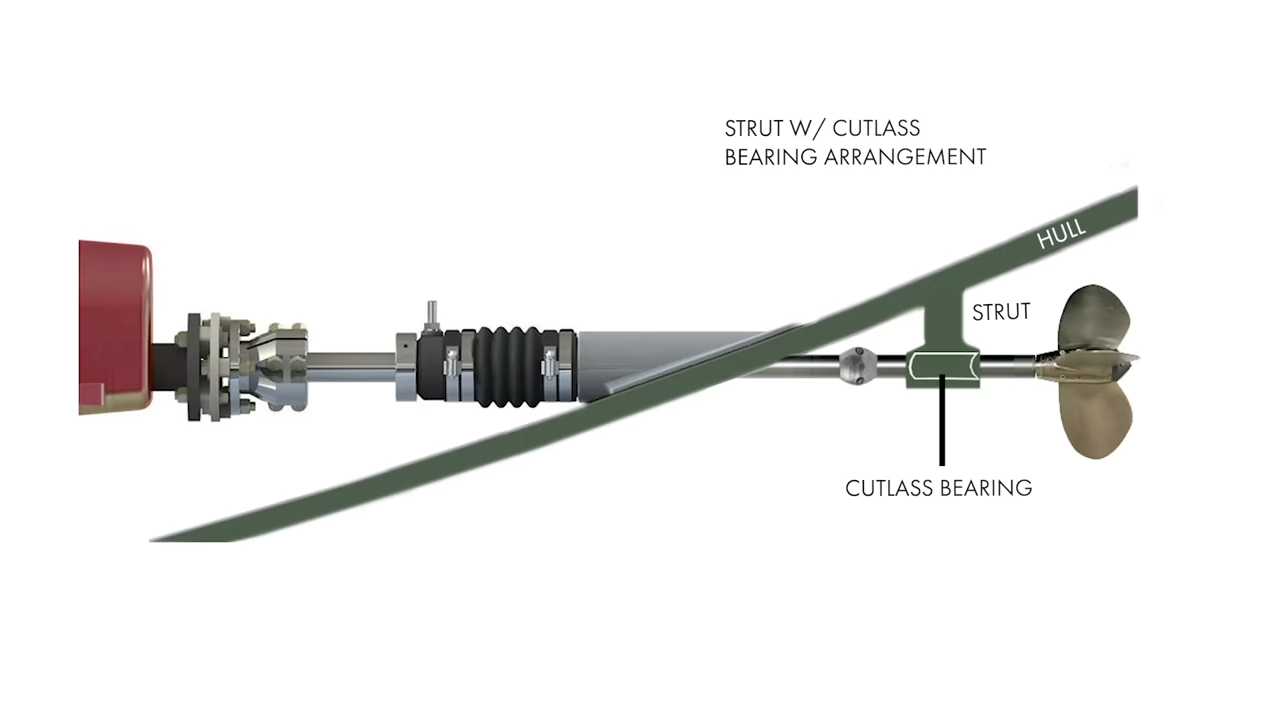 STRUT W/ CUTLASS
BEARING ARRANGEMENT
HULL
STRUT
CUTLASS BEARING